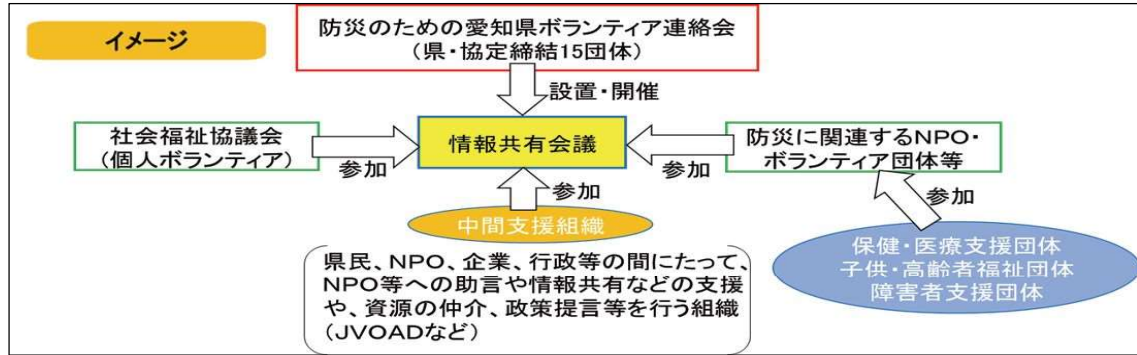 イメージ
防災のための愛知県ボランティア連絡会
（県・協定締結15団体）
設置・開催
社会福祉協議会
（個人ボランティア）
参加
情報共有会議
参加
防災に関連するNPO・
ボランティア団体等
参加
中間支援組織
参加
保健・医療支援団体
子供・高齢者福祉団体
障害者支援団体
県民、NPO、企業、行政等の間にたって、
NPO等への助言や情報共有などの支援
や、資源の仲介、政策提言等を行う組織
（JVOADなど）